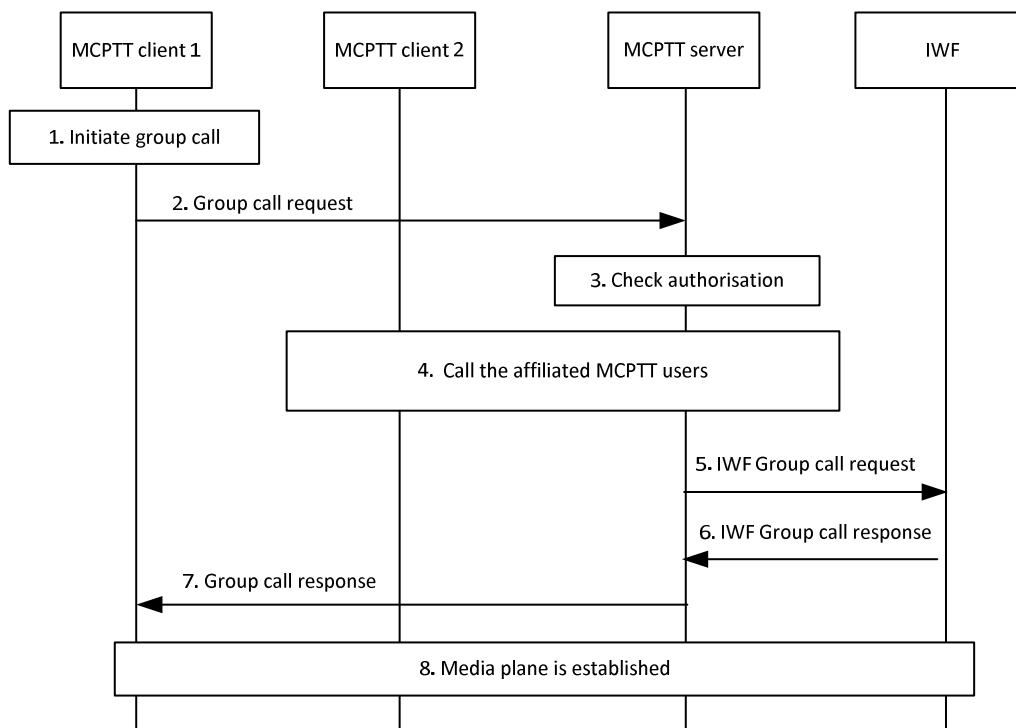 MCPTT client 1
MCPTT client 2
MCPTT server
IWF
1. Initiate group call
2. Group call request
3. Check authorisation
4. Call the affiliated MCPTT users
5. IWF Group call request
6. IWF Group call response
7. Group call response
8. Media plane is established